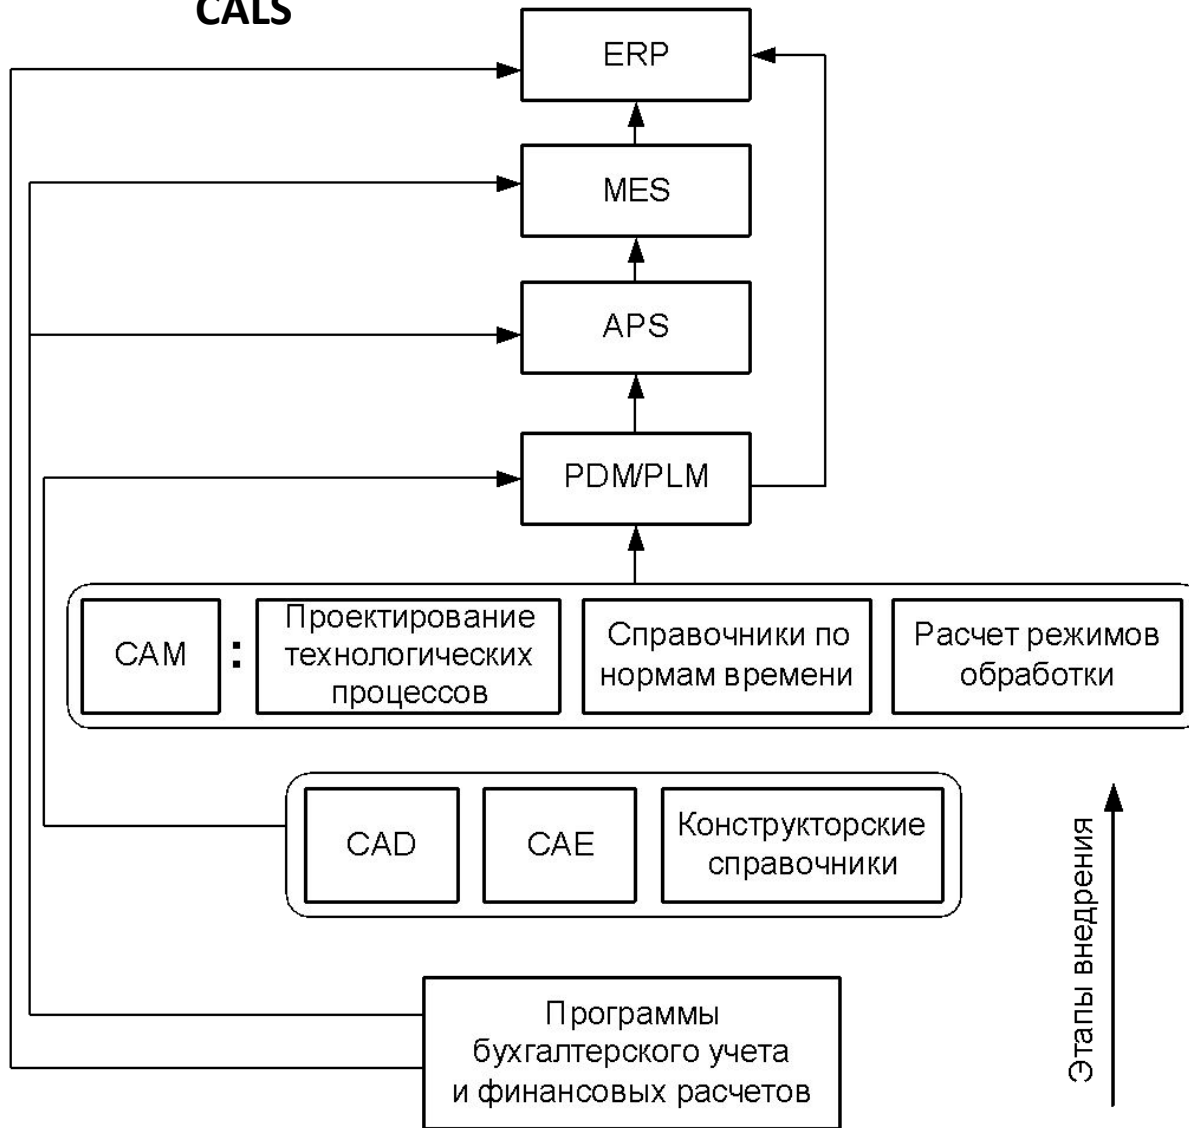 CALS
ERP
MES
APS
PDM/PLM
CAM :
Проектирование
технологических
процессов
Справочники по
нормам времени
Расчет режимов
обработки
CAD
CAE
Конструкторские
справочники
Программы
бухгалтерского учета
и финансовых расчетов
Этапы внедрения